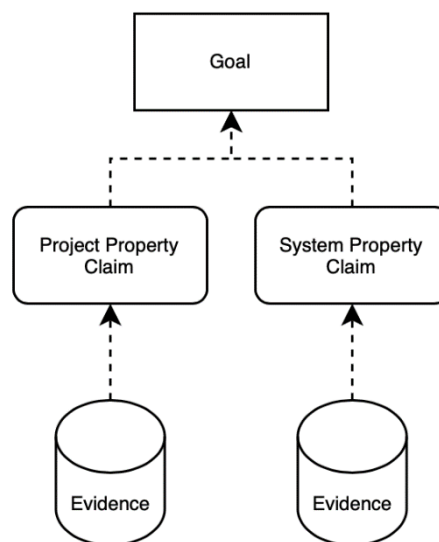 Goal
Project Property
Claim
System Property
Claim
Evidence
Evidence